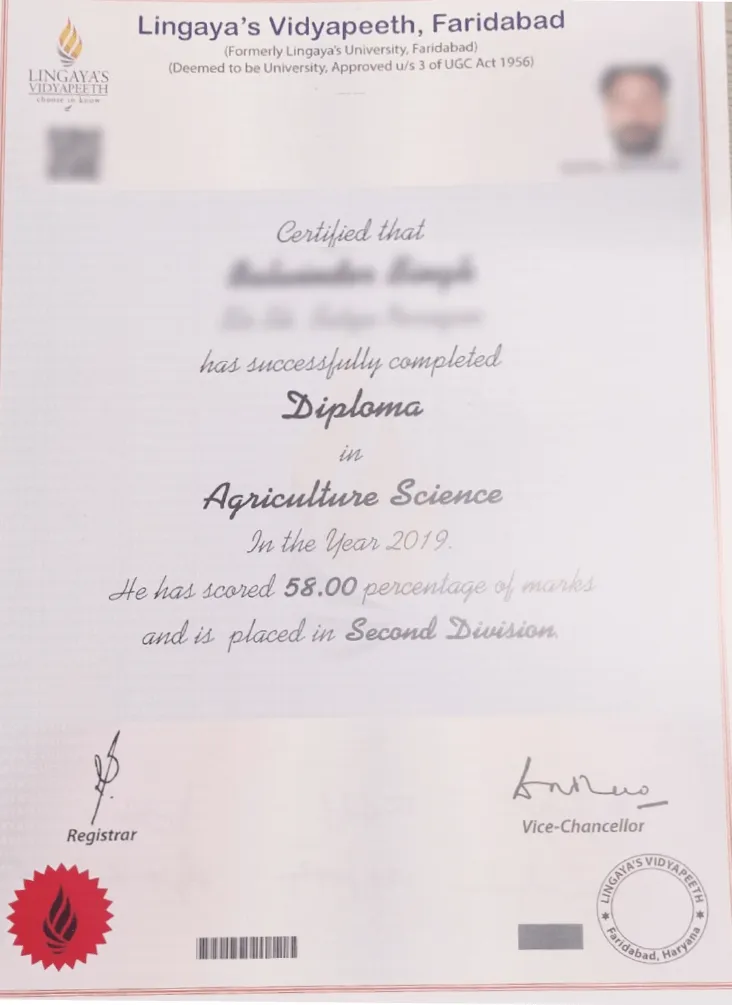 Lingaya's Vidyapeeth, Faridabad
(Formerly Lingaya's University, Faridabad)
(Deemed to be University, Approved u/s 3 of UGC Act 1956)
LINGAYA'S
VIDYAPEETH
choose to know
Certified that
has successfully completed
Diploma
in
Agriculture Science
In the Year 2019.
He has scored 58.00 percentage of marks
and is placed in Second Division.
Registrar
Vice-Chancellor
LINGAYA'S VIDYAPEETH
Faridabad, Haryana